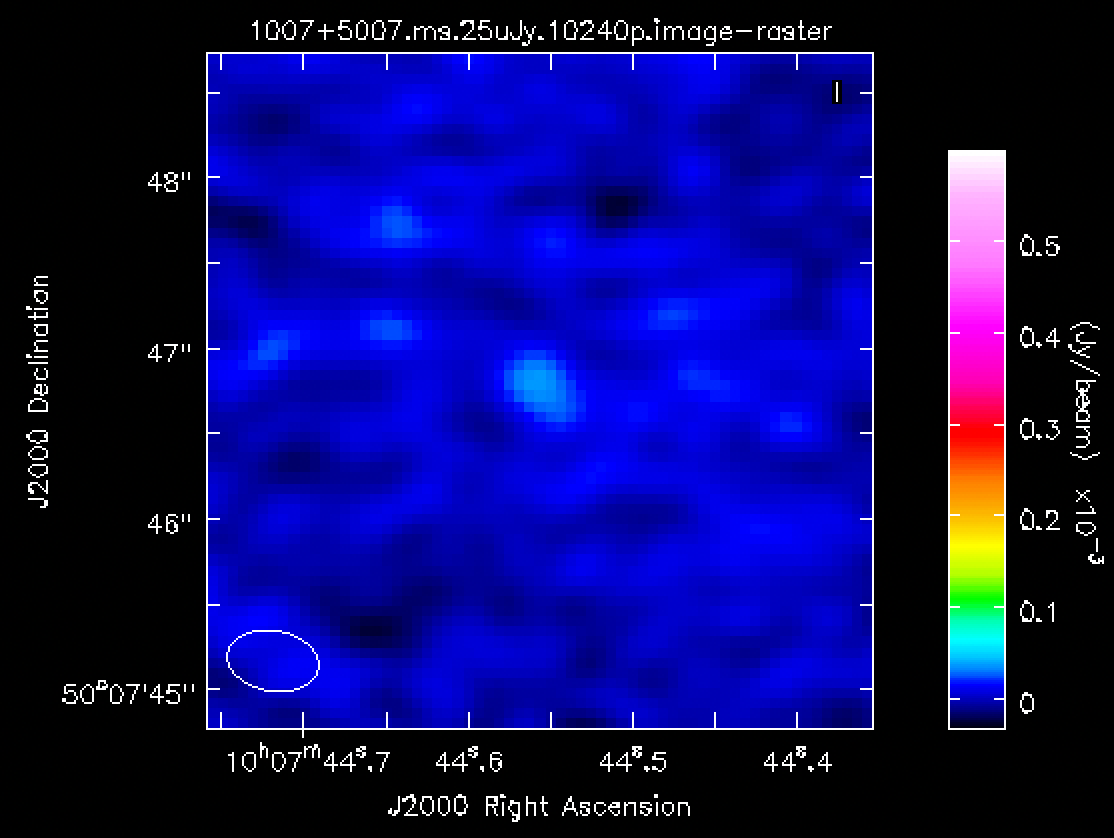 1007+5007.ms.25uJy.10240p.image-raster
I
48"
47"
46"
50°07'45"
10ʰ07ᵐ44ˢ.7
44ˢ.6
44ˢ.5
44ˢ.4
J2000 Right Ascension
J2000 Declination
0.5
0.4
0.3
0.2
0.1
0
(Jy/beam) ×10⁻³